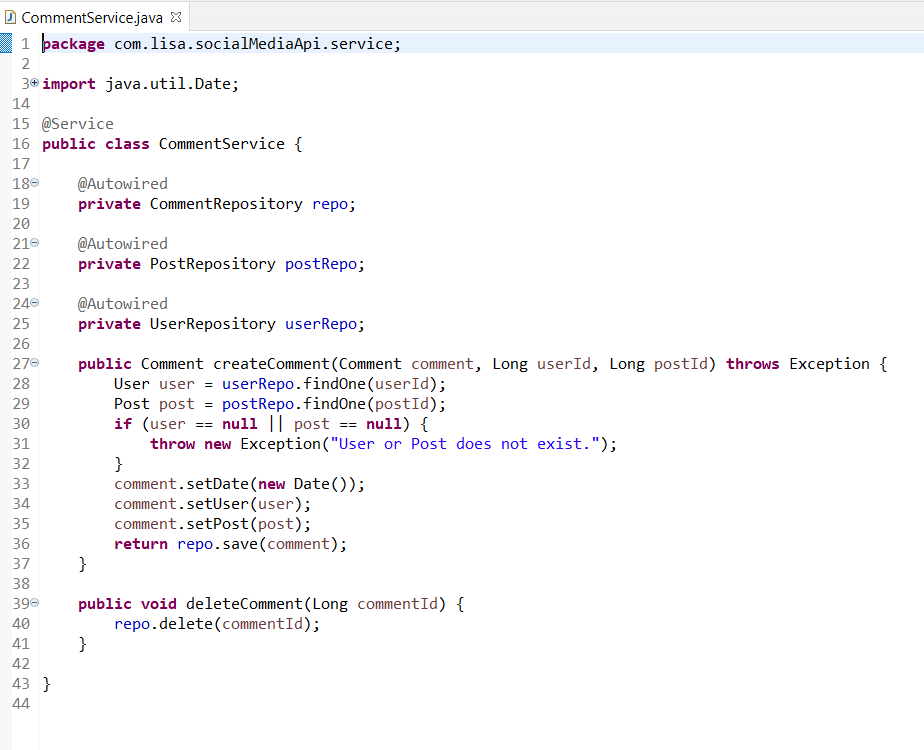 CommentService.java
1 package com.lisa.socialMediaApi.service;
2
3 import java.util.Date;
14
15 @Service
16 public class CommentService {
17
18     @Autowired
19     private CommentRepository repo;
20
21     @Autowired
22     private PostRepository postRepo;
23
24     @Autowired
25     private UserRepository userRepo;
26
27     public Comment createComment(Comment comment, Long userId, Long postId) throws Exception {
28         User user = userRepo.findOne(userId);
29         Post post = postRepo.findOne(postId);
30         if (user == null || post == null) {
31             throw new Exception("User or Post does not exist.");
32         }
33         comment.setDate(new Date());
34         comment.setUser(user);
35         comment.setPost(post);
36         return repo.save(comment);
37     }
38
39     public void deleteComment(Long commentId) {
40         repo.delete(commentId);
41     }
42
43 }
44